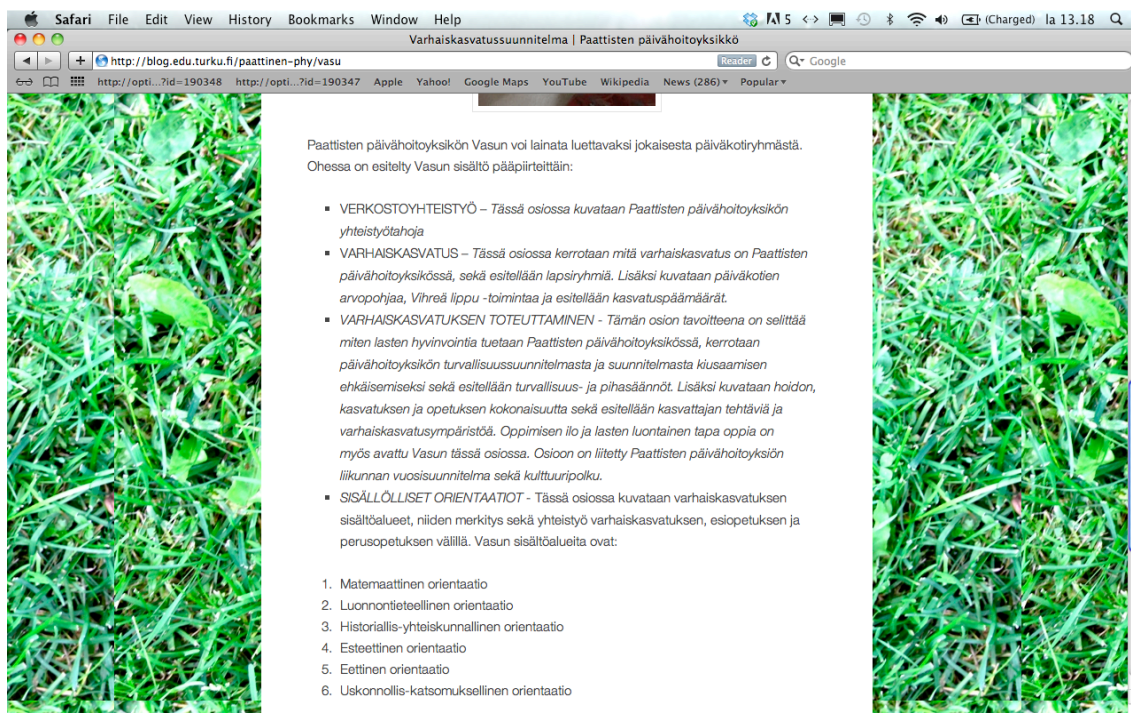 Safari File Edit View History Bookmarks Window Help 5 (Charged) la 13.18
Varhaiskasvatussuunnitelma | Paattisten päivähoitoyksikkö
http://blog.edu.turku.fi/paattinen-phy/vasu Reader Google
http://opti...?id=190348 http://opti...?id=190347 Apple Yahoo! Google Maps YouTube Wikipedia News (286) Popular
Paattisten päivähoitoyksikön Vasun voi lainata luettavaksi jokaisesta päiväkotiryhmästä.
Ohessa on esitelty Vasun sisältö pääpiirteittäin:
▪ VERKOSTOYHTEISTYÖ – Tässä osiossa kuvataan Paattisten päivähoitoyksikön
yhteistyötahoja
▪ VARHAISKASVATUS – Tässä osiossa kerrotaan mitä varhaiskasvatus on Paattisten
päivähoitoyksikössä, sekä esitellään lapsiryhmiä. Lisäksi kuvataan päiväkotien
arvopohjaa, Vihreä lippu -toimintaa ja esitellään kasvatuspäämäärät.
▪ VARHAISKASVATUKSEN TOTEUTTAMINEN - Tämän osion tavoitteena on selittää
miten lasten hyvinvointia tuetaan Paattisten päivähoitoyksikössä, kerrotaan
päivähoitoyksikön turvallisuussuunnitelmasta ja suunnitelmasta kiusaamisen
ehkäisemiseksi sekä esitellään turvallisuus- ja pihasäännöt. Lisäksi kuvataan hoidon,
kasvatuksen ja opetuksen kokonaisuutta sekä esitellään kasvattajan tehtäviä ja
varhaiskasvatusympäristöä. Oppimisen ilo ja lasten luontainen tapa oppia on
myös avattu Vasun tässä osiossa. Osioon on liitetty Paattisten päivähoitoyksiön
liikunnan vuosisuunnitelma sekä kulttuuripolku.
▪ SISÄLLÖLLISET ORIENTAATIOT - Tässä osiossa kuvataan varhaiskasvatuksen
sisältöalueet, niiden merkitys sekä yhteistyö varhaiskasvatuksen, esiopetuksen ja
perusopetuksen välillä. Vasun sisältöalueita ovat:
1. Matemaattinen orientaatio
2. Luonnontieteellinen orientaatio
3. Historiallis-yhteiskunnallinen orientaatio
4. Esteettinen orientaatio
5. Eettinen orientaatio
6. Uskonnollis-katsomuksellinen orientaatio